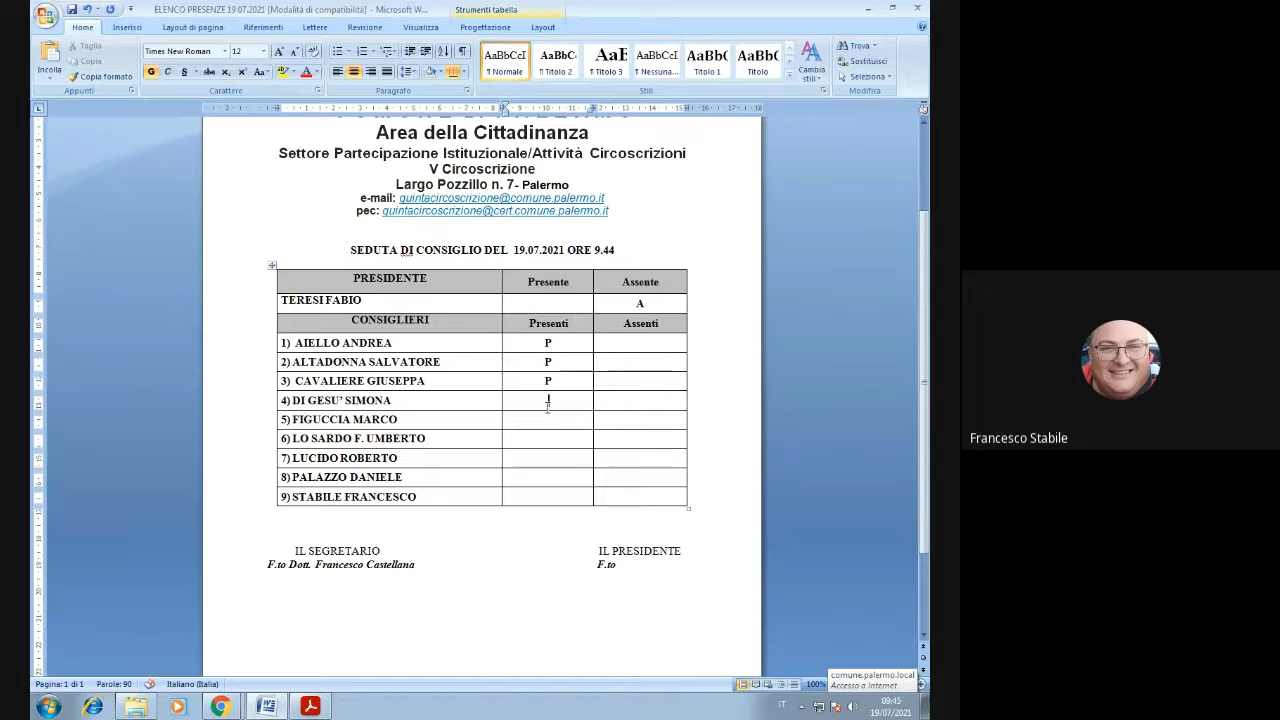 ELENCO PRESENZE 19.07.2021 [Modalità di compatibilità] - Microsoft W...
Strumenti tabella
Home
Inserisci
Layout di pagina
Riferimenti
Lettere
Revisione
Visualizza
Progettazione
Layout
Incolla
Taglia
Copia
Copia formato
Appunti
Times New Roman
12
Carattere
Paragrafo
AaBbCcI
¶ Normale
AaBbC
¶ Titolo 2
AaB
¶ Titolo 3
AaBbCcI
¶ Nessuna...
AaBbC
Titolo 1
AaBb
Titolo
Cambia stili
Stili
Trova
Sostituisci
Seleziona
Modifica
Area della Cittadinanza
Settore Partecipazione Istituzionale/Attività Circoscrizioni
V Circoscrizione
Largo Pozzillo n. 7- Palermo
e-mail: quintacircoscrizione@comune.palermo.it
pec: quintacircoscrizione@cert.comune.palermo.it
SEDUTA DI CONSIGLIO DEL 19.07.2021 ORE 9.44
PRESIDENTE Presente Assente
TERESI FABIO A
CONSIGLIERI Presenti Assenti
1) AIELLO ANDREA P
2) ALTADONNA SALVATORE P
3) CAVALIERE GIUSEPPA P
4) DI GESU' SIMONA
5) FIGUCCIA MARCO
6) LO SARDO F. UMBERTO
7) LUCIDO ROBERTO
8) PALAZZO DANIELE
9) STABILE FRANCESCO
IL SEGRETARIO IL PRESIDENTE
F.to Dott. Francesco Castellana F.to
Francesco Stabile
Pagina: 1 di 1
Parole: 90
Italiano (Italia)
100%
comune.palermo.local
Accesso a Internet
IT
09:45
19/07/2021